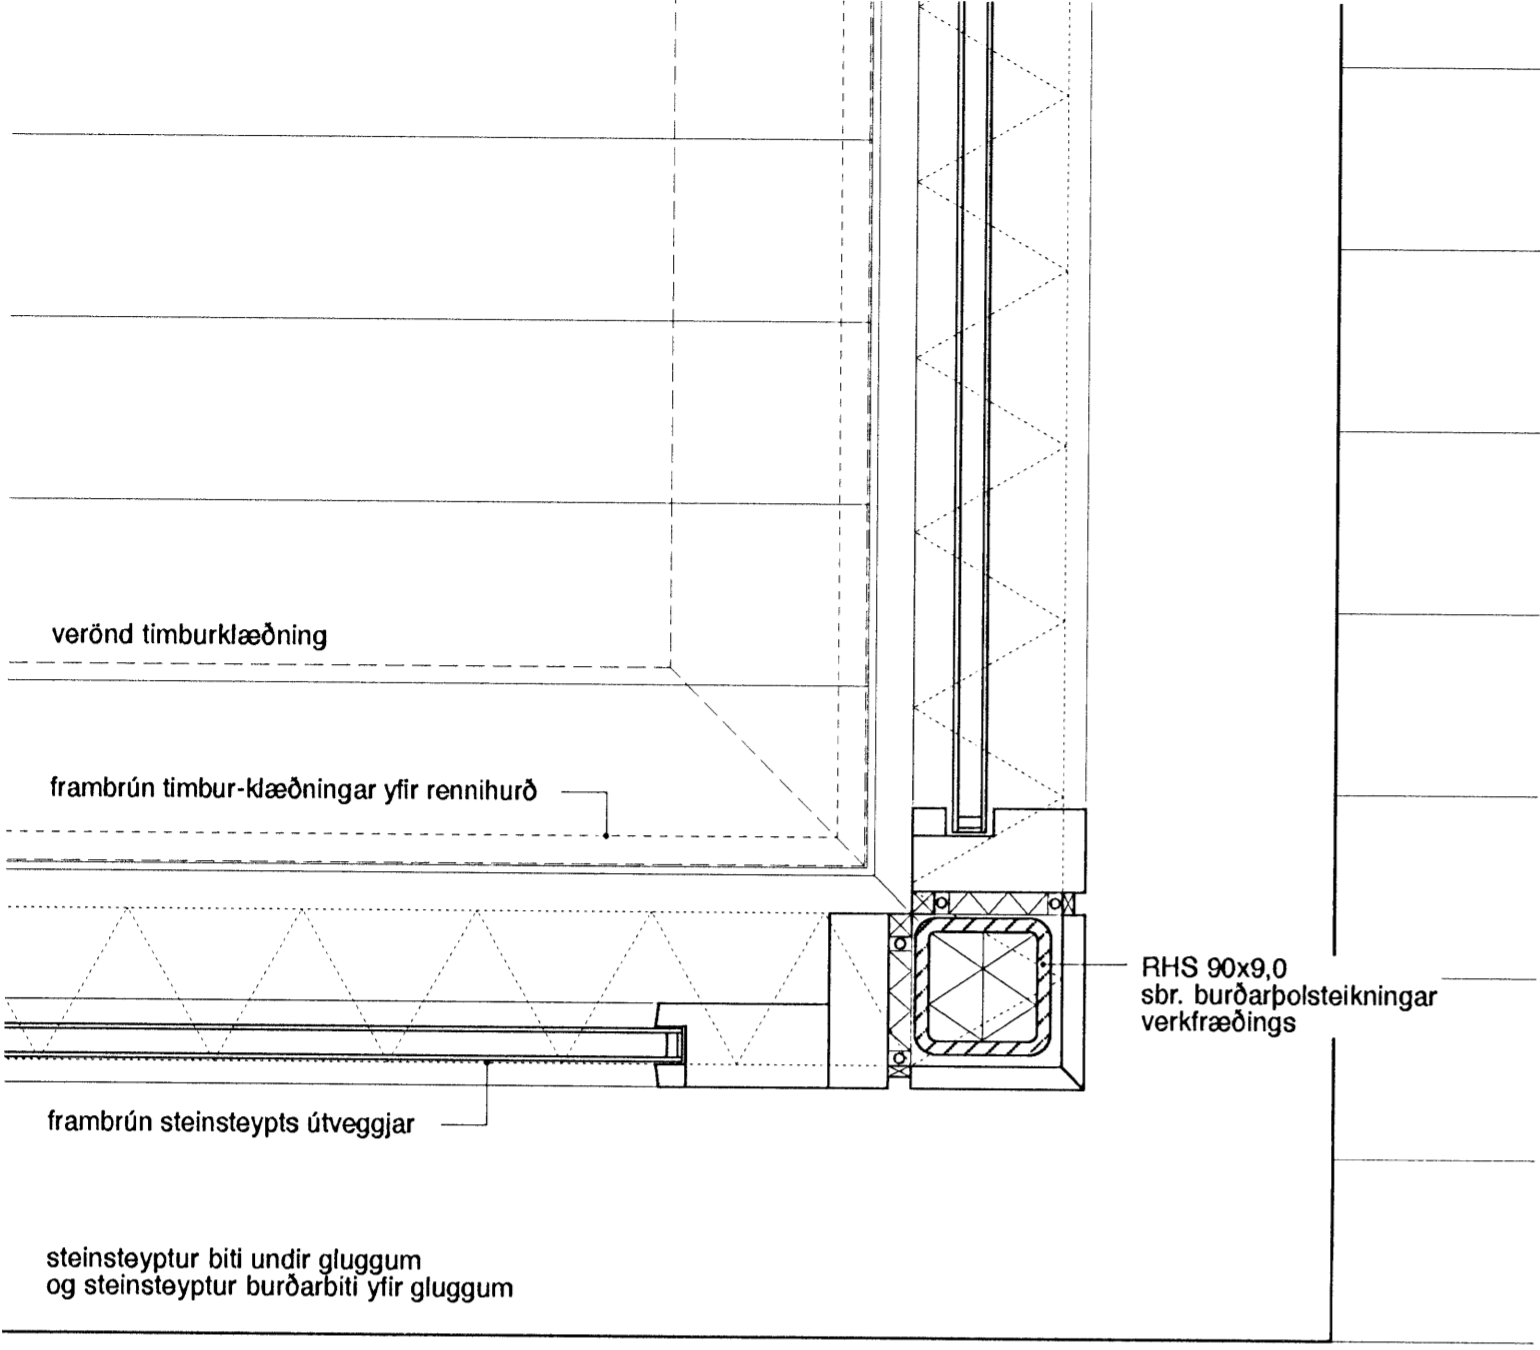 verönd timburklæðning
frambrún timbur-klæðningar yfir rennihurð
RHS 90x9,0
sbr. burðarþolsteikningar
verkfræðings
frambrún steinsteypts útveggjar
steinsteyptur biti undir gluggum
og steinsteyptur burðarbiti yfir gluggum